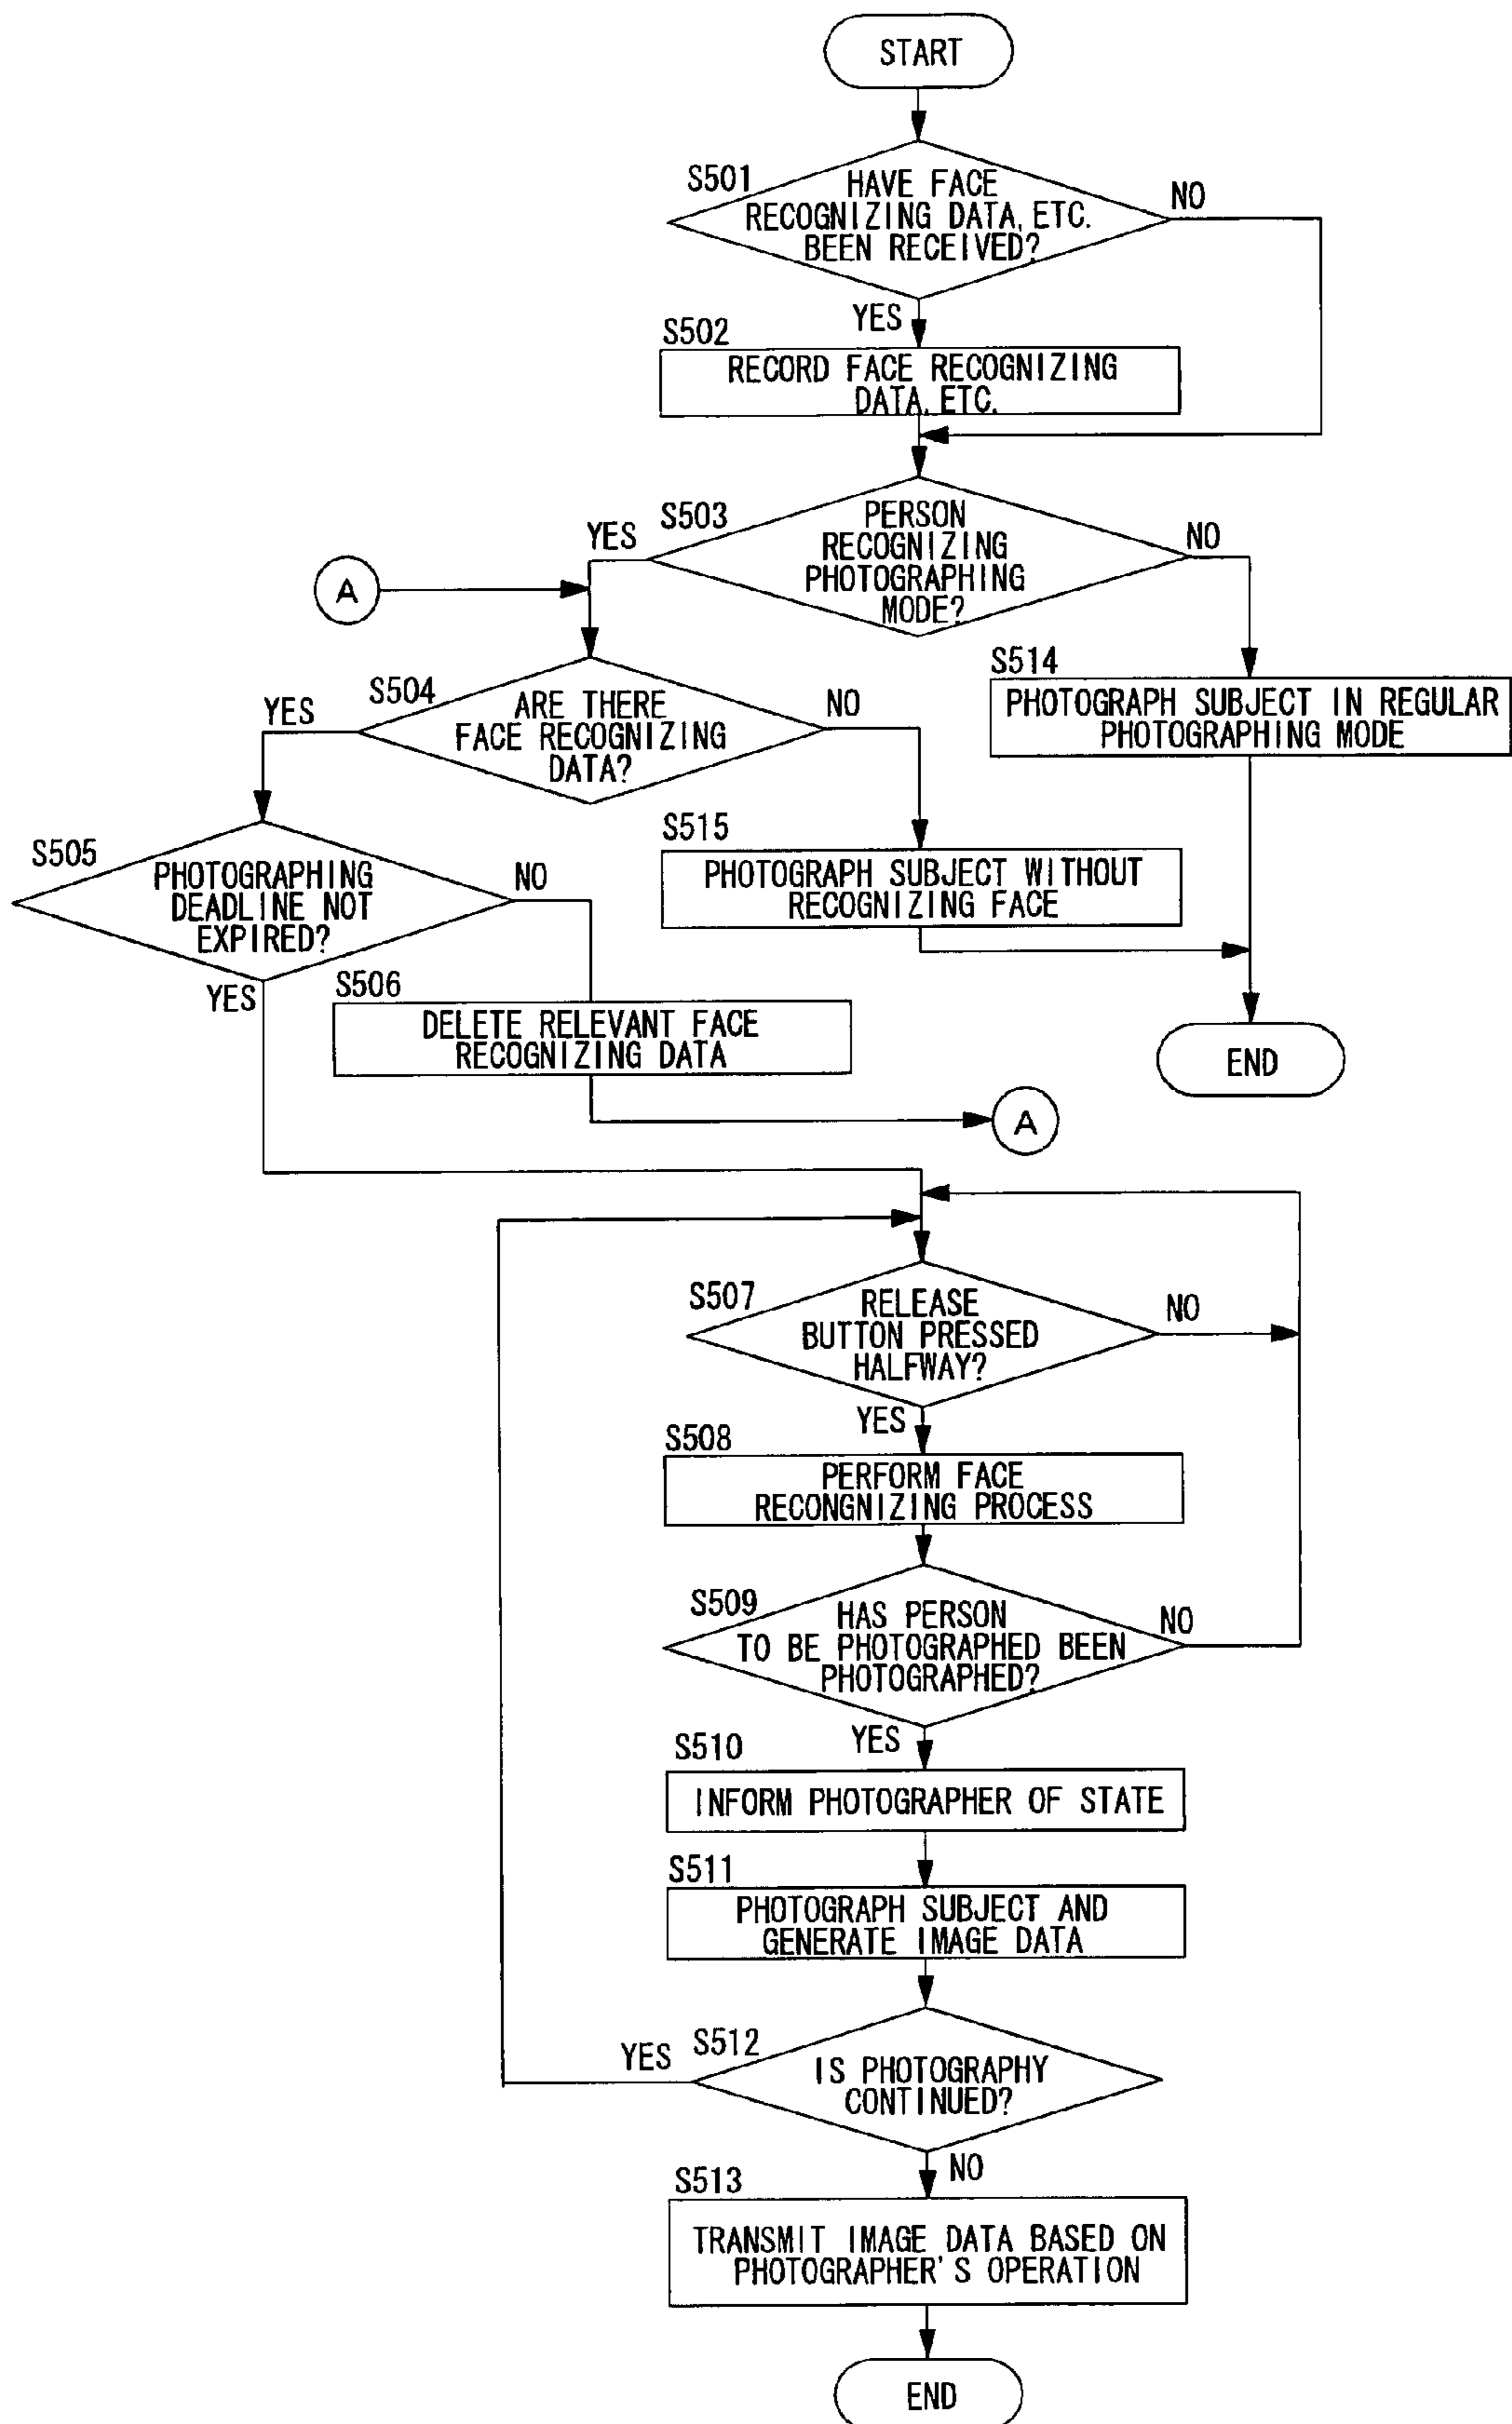 START
S501
HAVE FACE
RECOGNIZING DATA, ETC.
BEEN RECEIVED?
NO
YES
S502
RECORD FACE RECOGNIZING
DATA, ETC.
S503
PERSON
RECOGNIZING
PHOTOGRAPHING
MODE?
YES
NO
A
S504
ARE THERE
FACE RECOGNIZING
DATA?
YES
NO
S514
PHOTOGRAPH SUBJECT IN REGULAR
PHOTOGRAPHING MODE
S505
PHOTOGRAPHING
DEADLINE NOT
EXPIRED?
NO
YES
S515
PHOTOGRAPH SUBJECT WITHOUT
RECOGNIZING FACE
S506
DELETE RELEVANT FACE
RECOGNIZING DATA
END
A
S507
RELEASE
BUTTON PRESSED
HALFWAY?
NO
YES
S508
PERFORM FACE
RECONGNIZING PROCESS
S509
HAS PERSON
TO BE PHOTOGRAPHED BEEN
PHOTOGRAPHED?
NO
YES
S510
INFORM PHOTOGRAPHER OF STATE
S511
PHOTOGRAPH SUBJECT AND
GENERATE IMAGE DATA
S512
IS PHOTOGRAPHY
CONTINUED?
YES
NO
S513
TRANSMIT IMAGE DATA BASED ON
PHOTOGRAPHER'S OPERATION
END